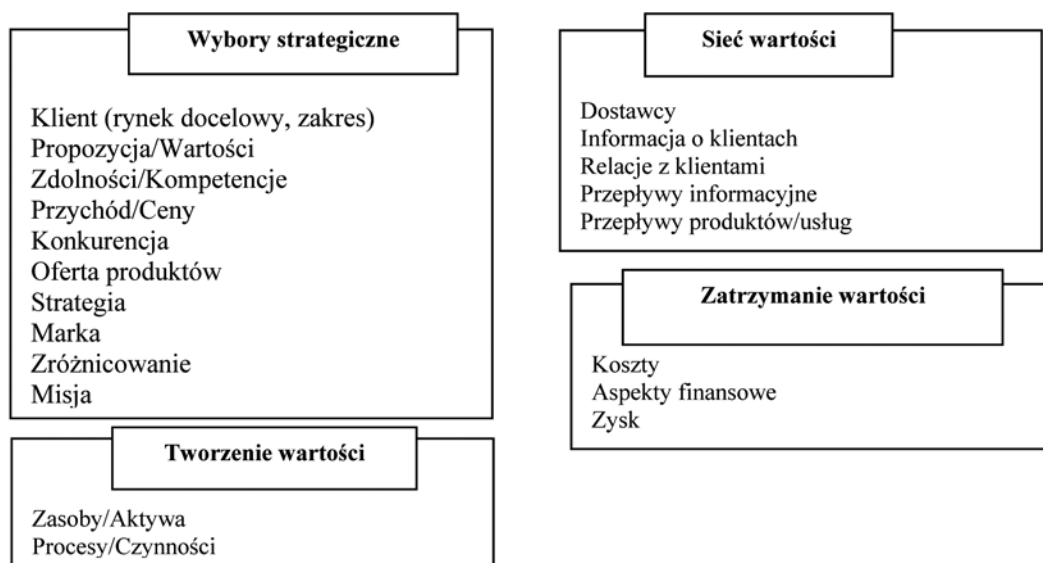 Wybory strategiczne
Klient (rynek docelowy, zakres)
Propozycja/Wartości
Zdolności/Kompetencje
Przychód/Ceny
Konkurencja
Oferta produktów
Strategia
Marka
Zróżnicowanie
Misja
Tworzenie wartości
Zasoby/Aktywa
Procesy/Czynności
Sieć wartości
Dostawcy
Informacja o klientach
Relacje z klientami
Przepływy informacyjne
Przepływy produktów/usług
Zatrzymanie wartości
Koszty
Aspekty finansowe
Zysk